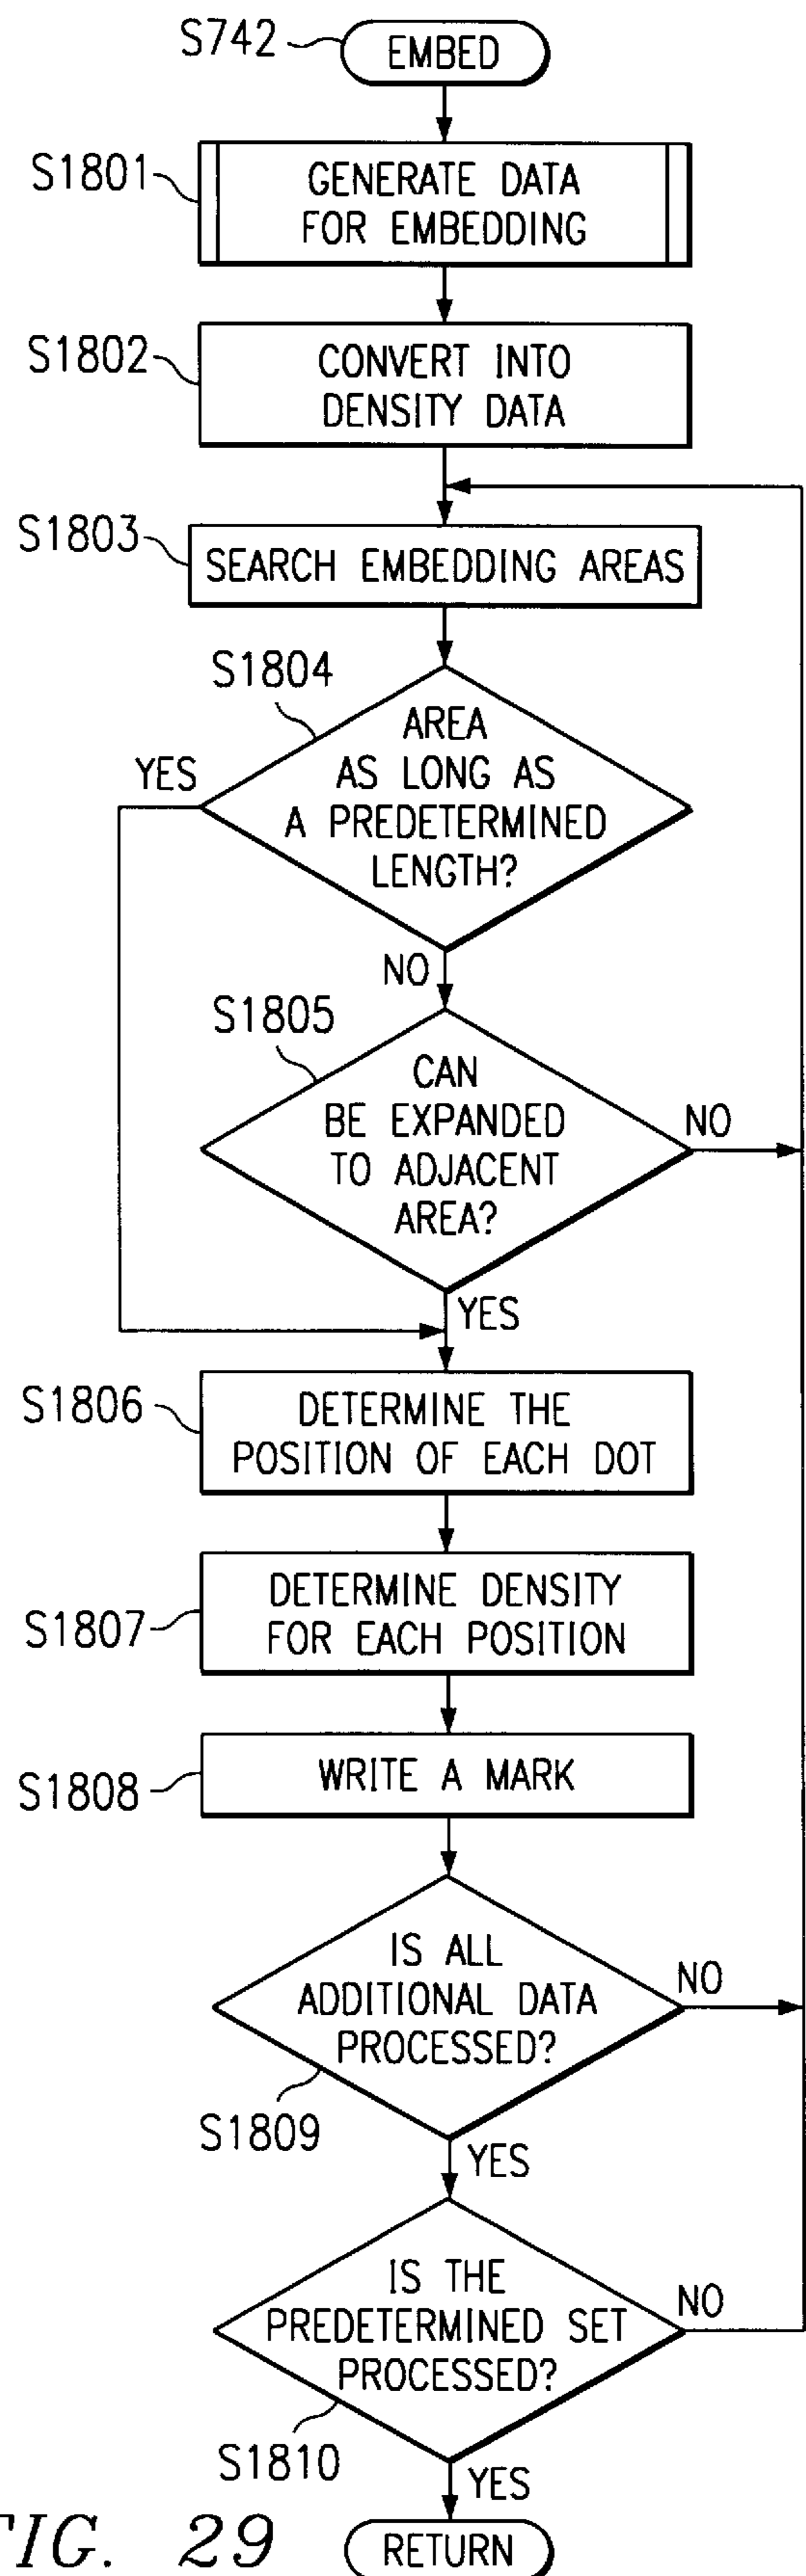 S742
EMBED
S1801
GENERATE DATA
FOR EMBEDDING
S1802
CONVERT INTO
DENSITY DATA
S1803
SEARCH EMBEDDING AREAS
S1804
AREA
AS LONG AS
A PREDETERMINED
LENGTH?
YES
NO
S1805
CAN
BE EXPANDED
TO ADJACENT
AREA?
NO
YES
S1806
DETERMINE THE
POSITION OF EACH DOT
S1807
DETERMINE DENSITY
FOR EACH POSITION
S1808
WRITE A MARK
IS ALL
ADDITIONAL DATA
PROCESSED?
NO
S1809
YES
IS THE
PREDETERMINED SET
PROCESSED?
NO
S1810
YES
RETURN
FIG. 29